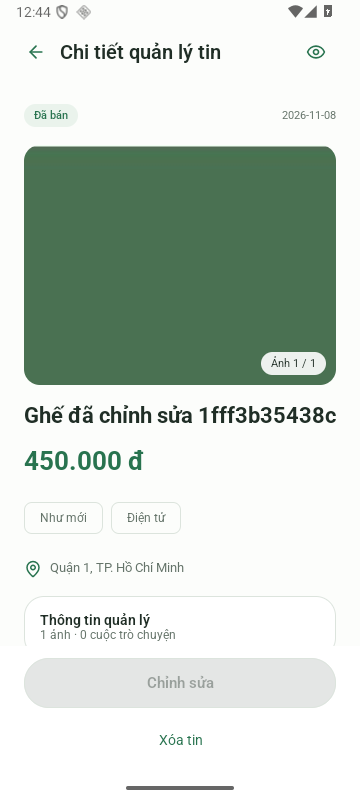 12:44
Chi tiết quản lý tin
Đã bán
2026-11-08
Ảnh 1 / 1
Ghế đã chỉnh sửa 1fff3b35438c
450.000 đ
Như mới
Điện tử
Quận 1, TP. Hồ Chí Minh
Thông tin quản lý
1 ảnh · 0 cuộc trò chuyện
Chỉnh sửa
Xóa tin